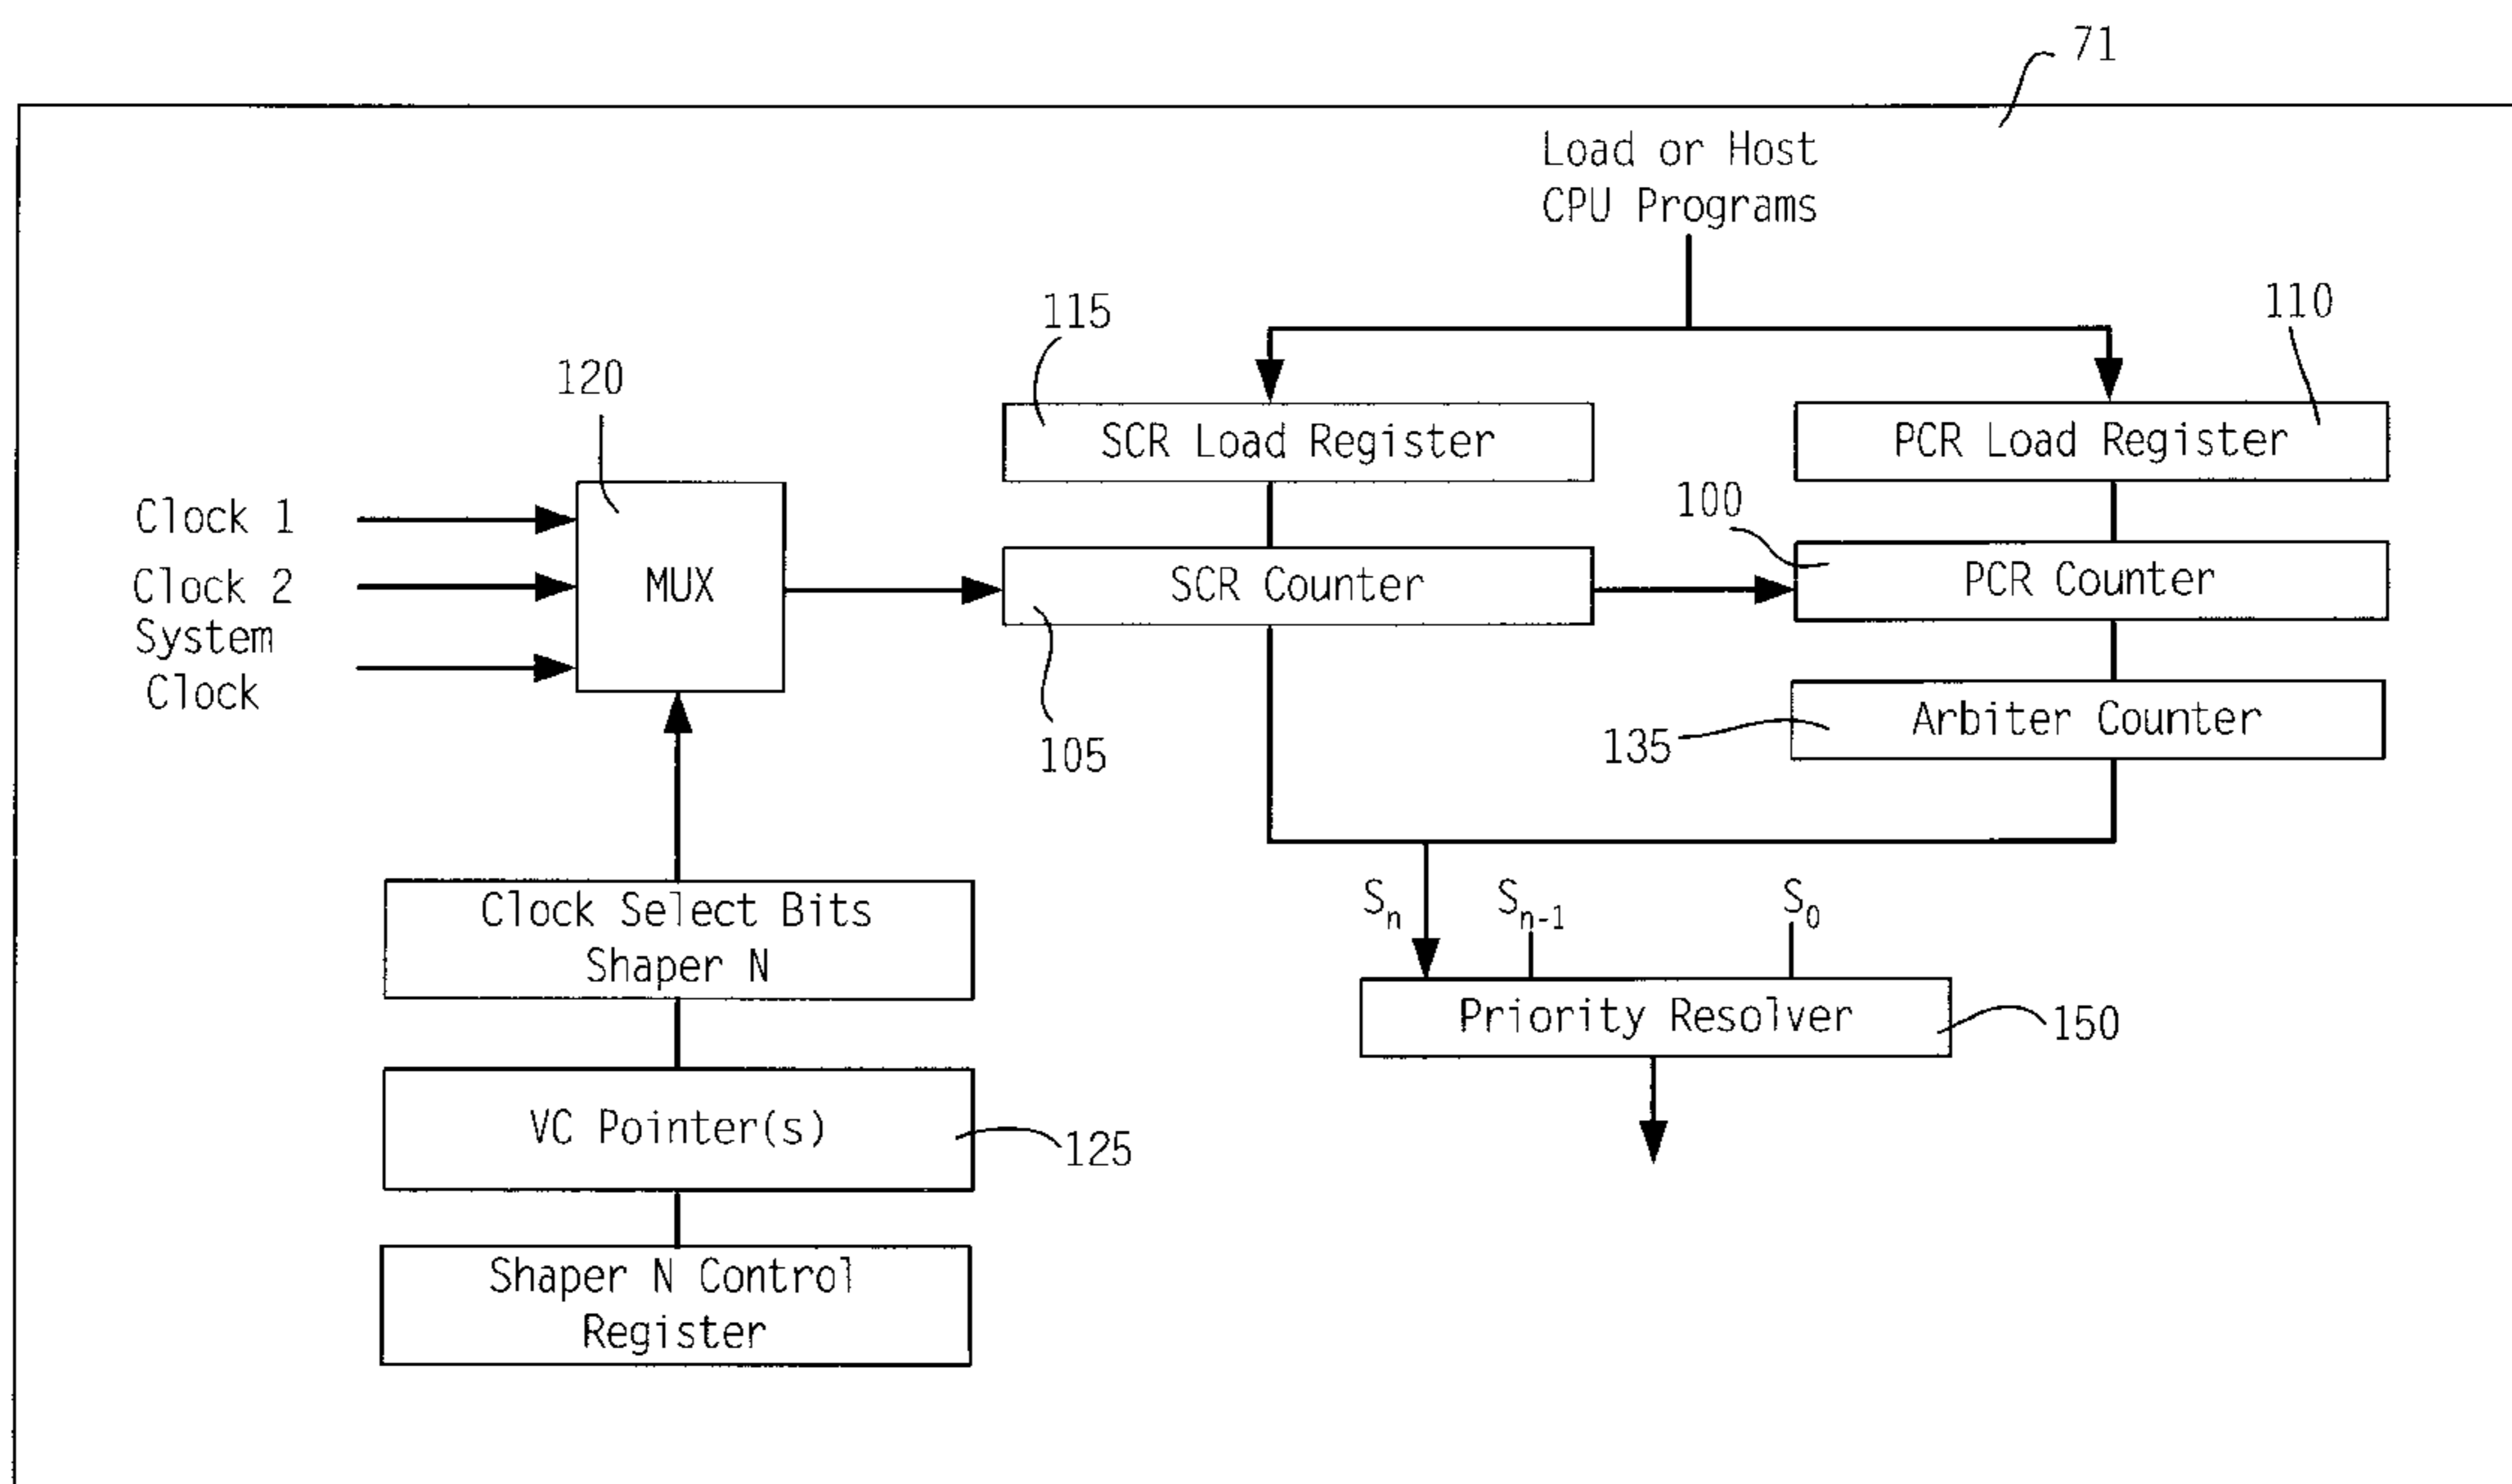 71
Load or Host
CPU Programs
115
110
120
SCR Load Register
PCR Load Register
100
Clock 1
Clock 2
System
Clock
MUX
SCR Counter
PCR Counter
105
135
Arbiter Counter
Clock Select Bits
Shaper N
Sn
Sn-1
S0
Priority Resolver
150
VC Pointer(s)
125
Shaper N Control
Register